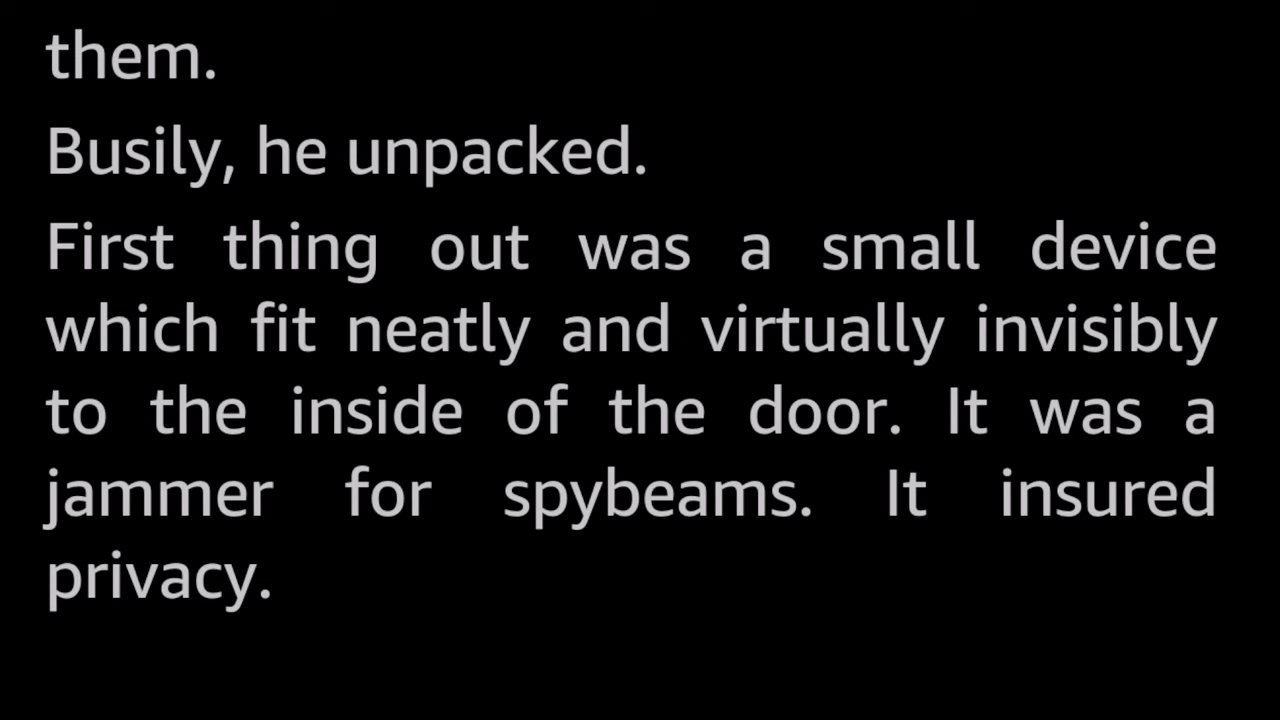 them.
Busily, he unpacked.
First thing out was a small device
which fit neatly and virtually invisibly
to the inside of the door. It was a
jammer for spybeams. It insured
privacy.